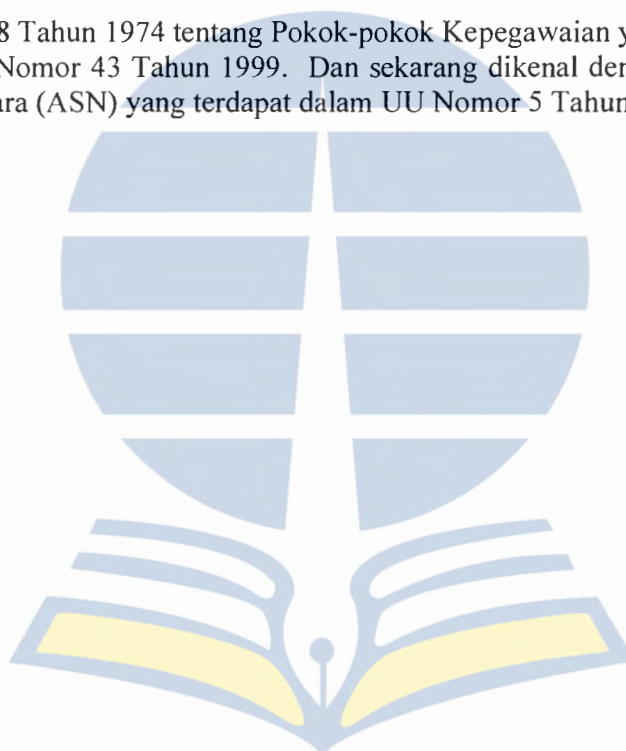 8 Tahun 1974 tentang Pokok-pokok Kepegawaian y
Nomor 43 Tahun 1999. Dan sekarang dikenal den
ara (ASN) yang terdapat dalam UU Nomor 5 Tahun